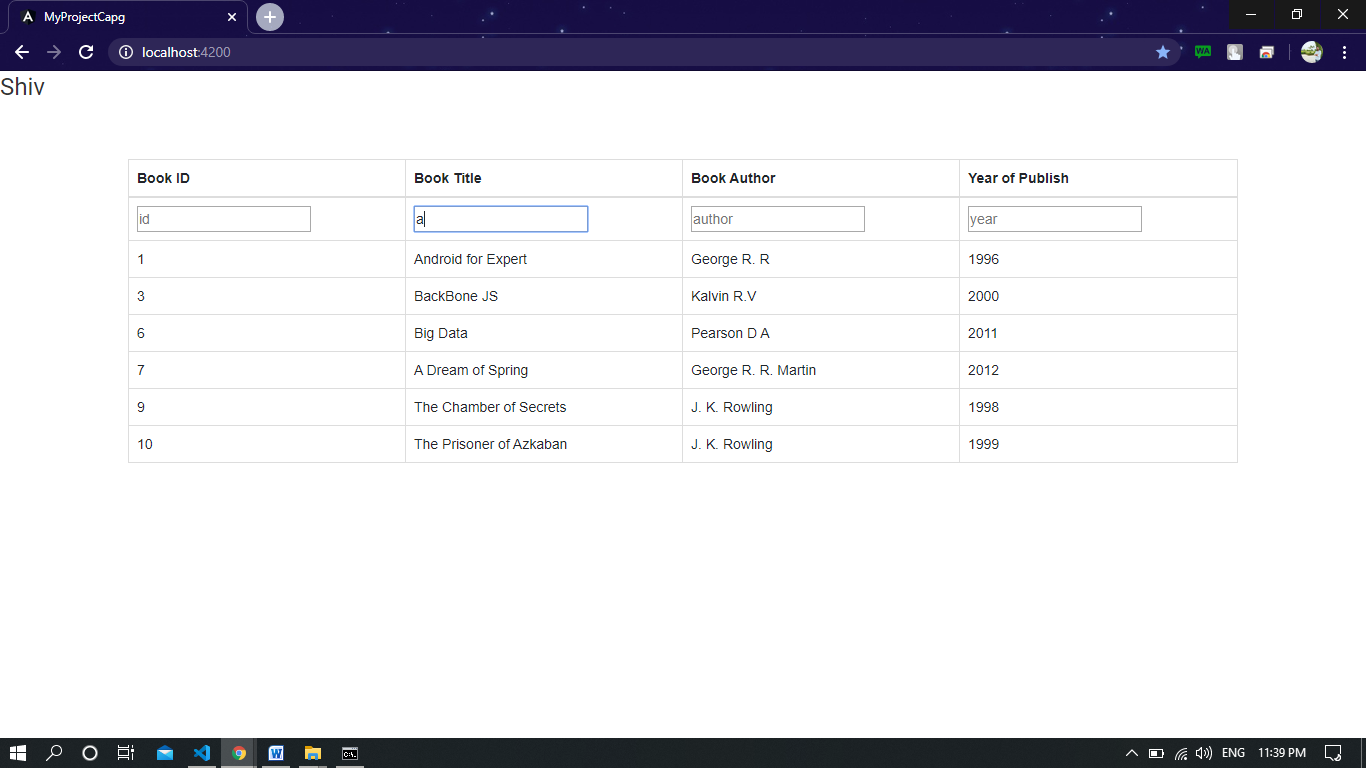 MyProjectCapg
localhost:4200
WA
Shiv
Book ID Book Title Book Author Year of Publish
id a author year
1 Android for Expert George R. R 1996
3 BackBone JS Kalvin R.V 2000
6 Big Data Pearson D A 2011
7 A Dream of Spring George R. R. Martin 2012
9 The Chamber of Secrets J. K. Rowling 1998
10 The Prisoner of Azkaban J. K. Rowling 1999
ENG 11:39 PM